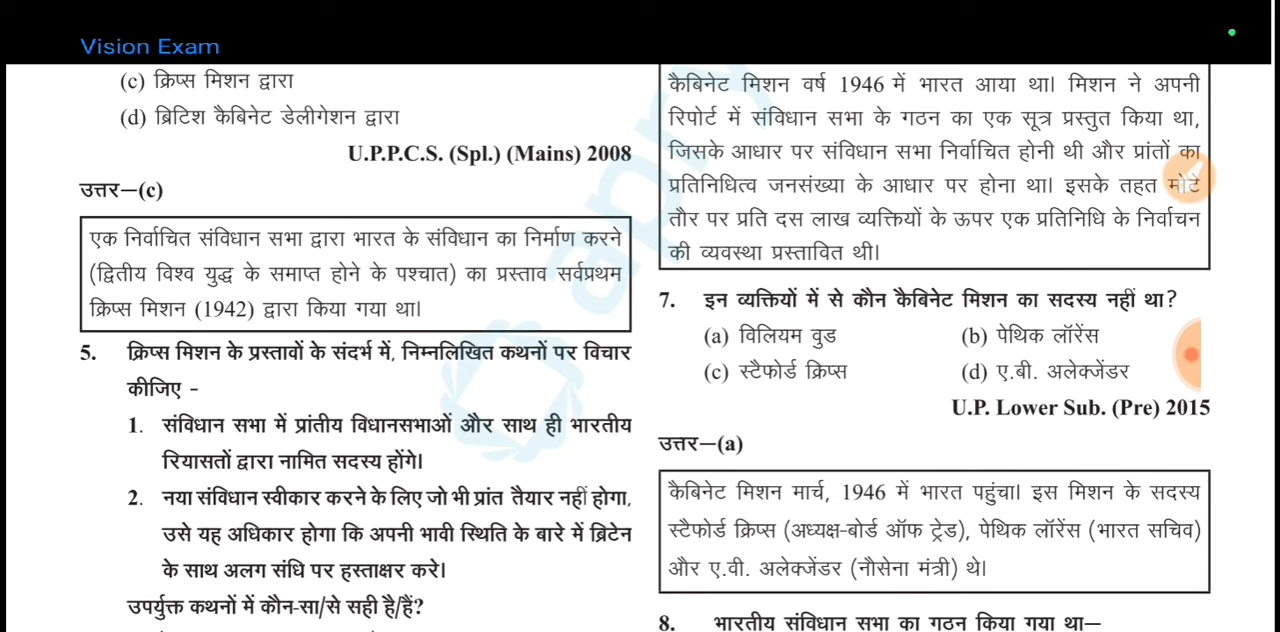 Vision Exam
(c) क्रिप्स मिशन द्वारा
(d) ब्रिटिश कैबिनेट डेलीगेशन द्वारा
U.P.P.C.S. (Spl.) (Mains) 2008
उत्तर—(c)
एक निर्वाचित संविधान सभा द्वारा भारत के संविधान का निर्माण करने
(द्वितीय विश्व युद्ध के समाप्त होने के पश्चात) का प्रस्ताव सर्वप्रथम
क्रिप्स मिशन (1942) द्वारा किया गया था।
5. क्रिप्स मिशन के प्रस्तावों के संदर्भ में, निम्नलिखित कथनों पर विचार
कीजिए -
1. संविधान सभा में प्रांतीय विधानसभाओं और साथ ही भारतीय
रियासतों द्वारा नामित सदस्य होंगे।
2. नया संविधान स्वीकार करने के लिए जो भी प्रांत तैयार नहीं होगा,
उसे यह अधिकार होगा कि अपनी भावी स्थिति के बारे में ब्रिटेन
के साथ अलग संधि पर हस्ताक्षर करे।
उपर्युक्त कथनों में कौन-सा/से सही है/हैं?
कैबिनेट मिशन वर्ष 1946 में भारत आया था। मिशन ने अपनी
रिपोर्ट में संविधान सभा के गठन का एक सूत्र प्रस्तुत किया था,
जिसके आधार पर संविधान सभा निर्वाचित होनी थी और प्रांतों का
प्रतिनिधित्व जनसंख्या के आधार पर होना था। इसके तहत मोटे
तौर पर प्रति दस लाख व्यक्तियों के ऊपर एक प्रतिनिधि के निर्वाचन
की व्यवस्था प्रस्तावित थी।
7. इन व्यक्तियों में से कौन कैबिनेट मिशन का सदस्य नहीं था?
(a) विलियम वुड (b) पेथिक लॉरेंस
(c) स्टैफोर्ड क्रिप्स (d) ए.बी. अलेक्जेंडर
U.P. Lower Sub. (Pre) 2015
उत्तर—(a)
कैबिनेट मिशन मार्च, 1946 में भारत पहुंचा। इस मिशन के सदस्य
स्टैफोर्ड क्रिप्स (अध्यक्ष-बोर्ड ऑफ ट्रेड), पेथिक लॉरेंस (भारत सचिव)
और ए.वी. अलेक्जेंडर (नौसेना मंत्री) थे।
8. भारतीय संविधान सभा का गठन किया गया था—